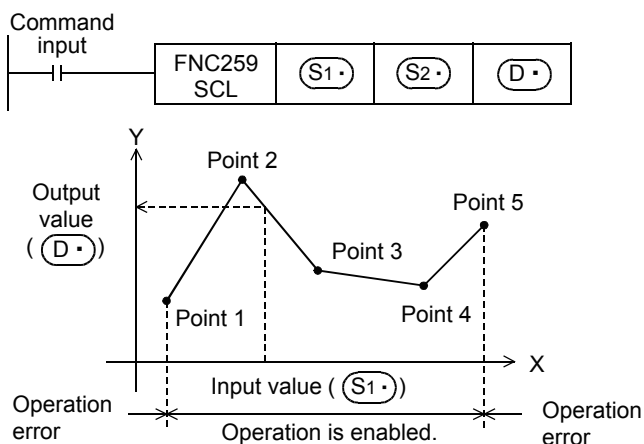 Command
input
FNC259
SCL
S1·
S2·
D·
Y
Point 2
Output
value
( D· )
Point 5
Point 3
Point 1
Point 4
X
Input value ( S1· )
Operation
error
Operation is enabled.
Operation
error